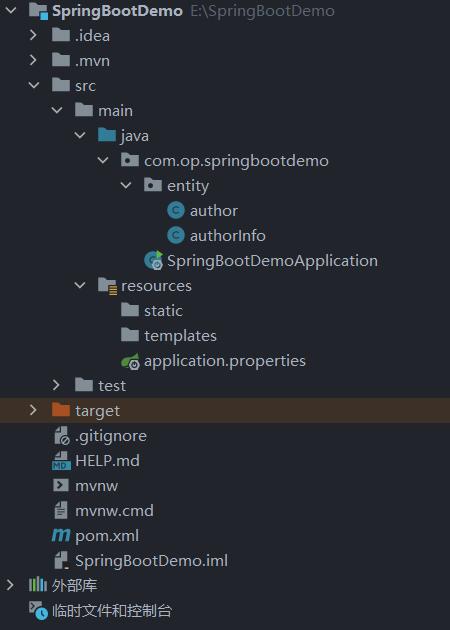 SpringBootDemo E:\SpringBootDemo
.idea
.mvn
src
main
java
com.op.springbootdemo
entity
author
authorInfo
SpringBootDemoApplication
resources
static
templates
application.properties
test
target
.gitignore
HELP.md
mvnw
mvnw.cmd
pom.xml
SpringBootDemo.iml
外部库
临时文件和控制台